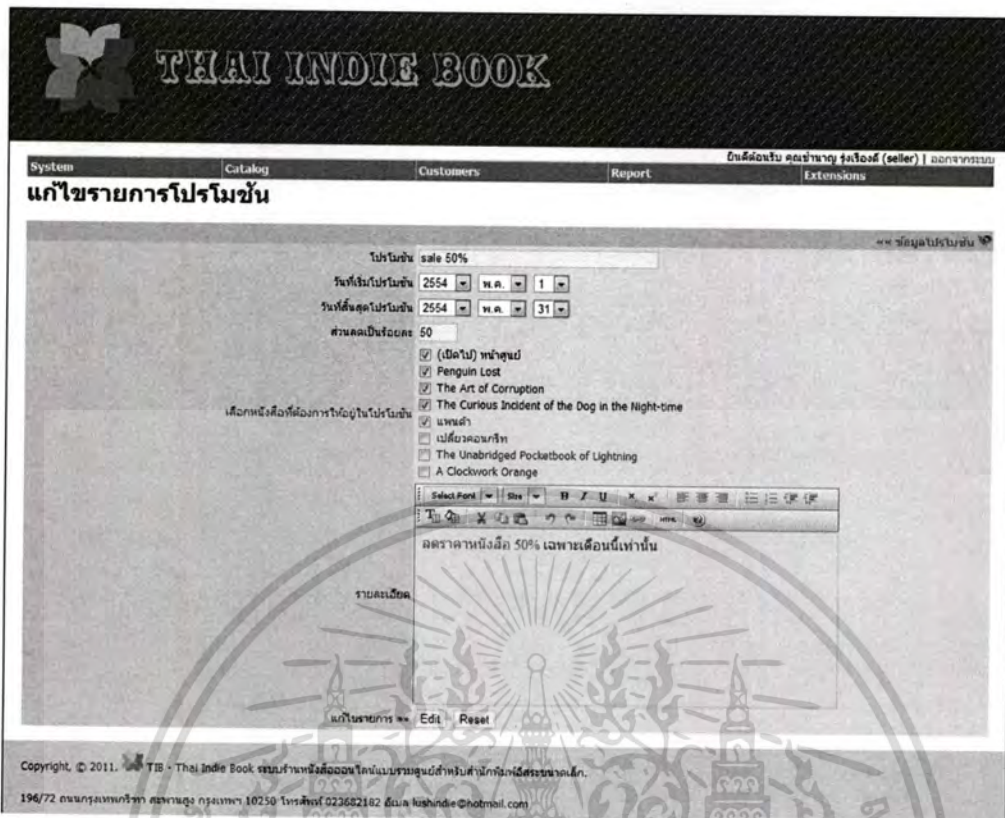 THAI INDIE BOOK
ยินดีต้อนรับ คุณชำนาญ รุ่งเรืองดี (seller) | ออกจากระบบ
System Catalog Customers Report Extensions
แก้ไขรายการโปรโมชั่น
«« ข้อมูลโปรโมชั่น
โปรโมชั่น sale 50%
วันที่เริ่มโปรโมชั่น 2554 พ.ค. 1
วันที่สิ้นสุดโปรโมชั่น 2554 พ.ค. 31
ส่วนลดเป็นร้อยละ 50
เลือกหนังสือที่ต้องการให้อยู่ในโปรโมชั่น
(เปิดไป) หน้าศูนย์
Penguin Lost
The Art of Corruption
The Curious Incident of the Dog in the Night-time
แพนด้า
เปลี่ยวคอนกรีท
The Unabridged Pocketbook of Lightning
A Clockwork Orange
Select Font Size B I U x x²
HTML
รายละเอียด
ลดราคาหนังสือ 50% เฉพาะเดือนนี้เท่านั้น
แก้ไขรายการ »» Edit Reset
Copyright, © 2011. TIB - Thai Indie Book ระบบร้านหนังสือออนไลน์แบบรวมศูนย์สำหรับสำนักพิมพ์อิสระขนาดเล็ก.
196/72 ถนนกรุงเทพกรีฑา สะพานสูง กรุงเทพฯ 10250 โทรศัพท์ 023682182 อีเมล lushindie@hotmail.com